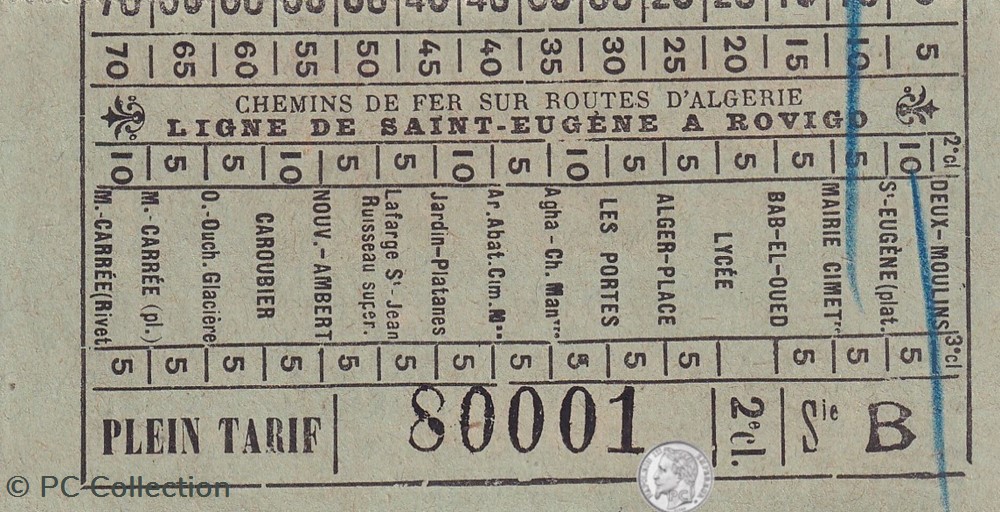 70 65 60 55 50 45 40 35 30 25 20 15 10 5
CHEMINS DE FER SUR ROUTES D'ALGERIE
LIGNE DE SAINT-EUGÈNE A ROVIGO
10 5 5 10 5 5 10 5 10 5 5 5 5 5 10 2e cl
M.-CARRÉE (Rivet
M.-CARRÉE (pl.)
O.-Ouch. Glacière
CAROUBIER
NOUV.-AMBERT
Ruisseau super.
Lafarge St-Jean
Jardin-Platanes
Ar. Abat. Cim. Mn
Agha-Ch. Manvre
LES PORTES
ALGER-PLACE
LYCÉE
BAB-EL-OUED
MAIRIE CIMETre
St-EUGÈNE (plat.
DEUX-MOULINS
5 5 5 5 5 5 5 5 5 5 5 5 5 5 3e cl
PLEIN TARIF 80001 2e cl. Sie B
© PC Collection